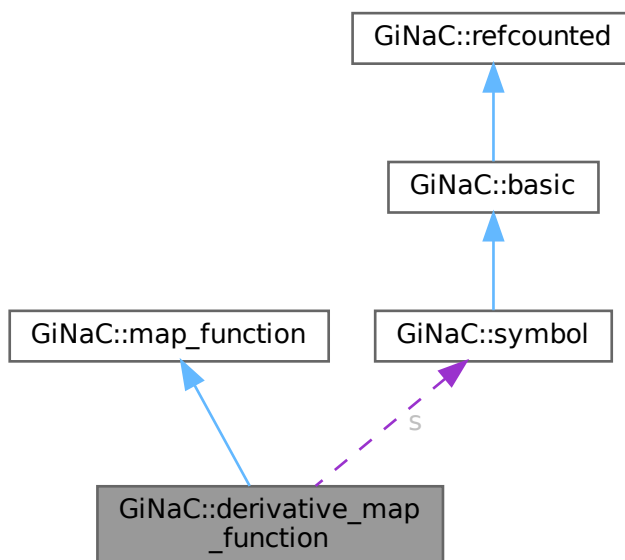 GiNaC::refcounted
GiNaC::basic
GiNaC::map_function
GiNaC::symbol
s
GiNaC::derivative_map
_function